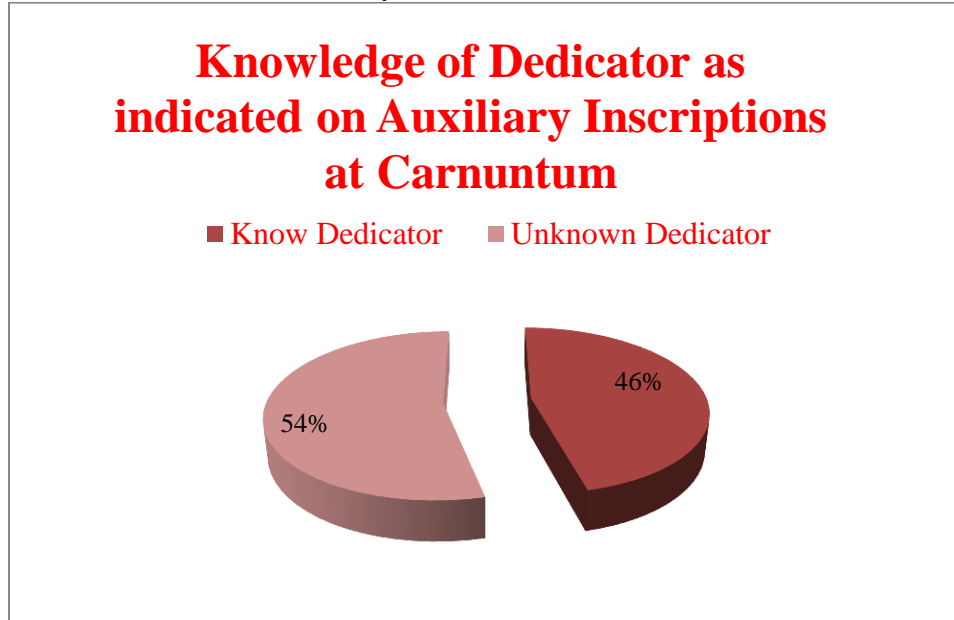 Knowledge of Dedicator as
indicated on Auxiliary Inscriptions
at Carnuntum
Know Dedicator Unknown Dedicator
46%
54%